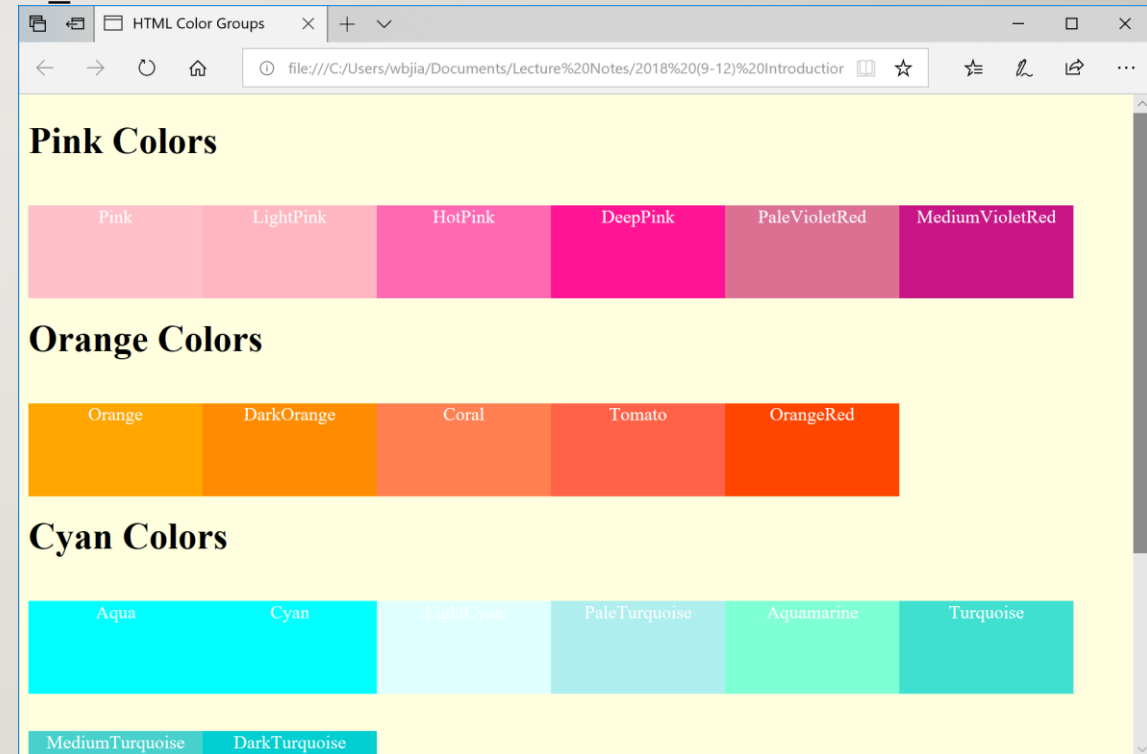 HTML Color Groups
file:///C:/Users/wbjia/Documents/Lecture%20Notes/2018%20(9-12)%20Introduction
Pink Colors
Pink LightPink HotPink DeepPink PaleVioletRed MediumVioletRed
Orange Colors
Orange DarkOrange Coral Tomato OrangeRed
Cyan Colors
Aqua Cyan LightCyan PaleTurquoise Aquamarine Turquoise
MediumTurquoise DarkTurquoise